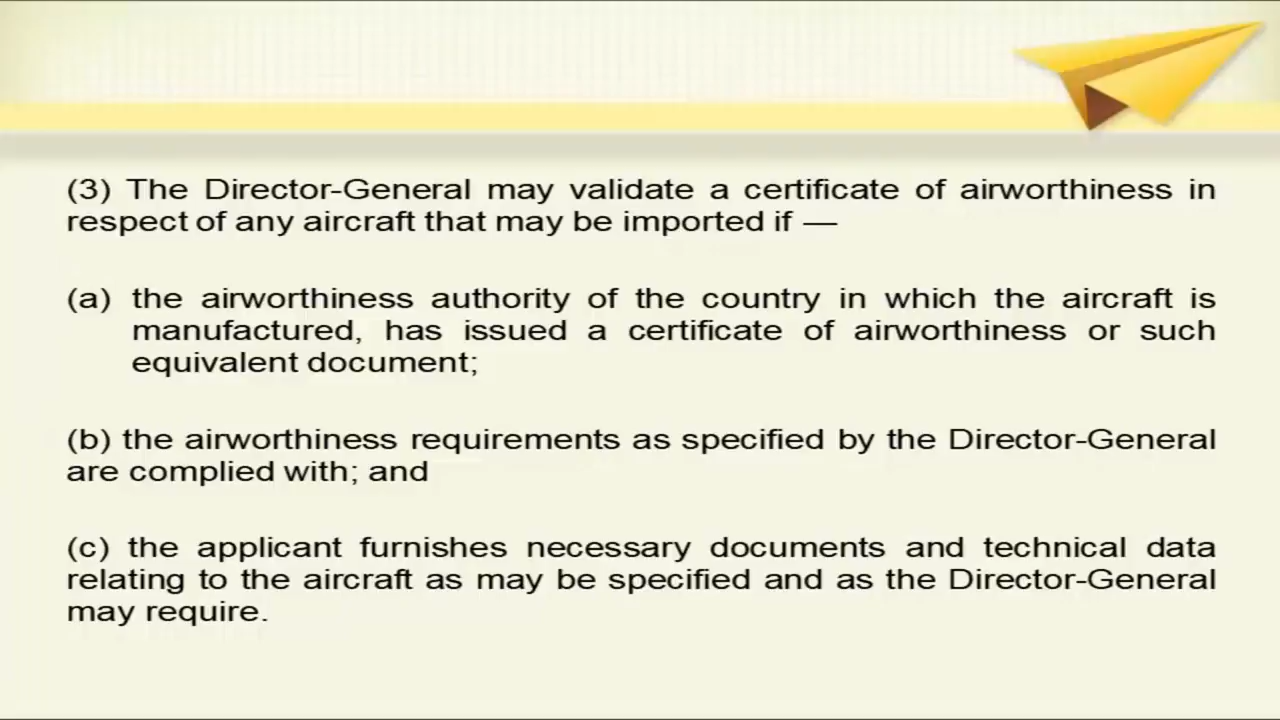 (3) The Director-General may validate a certificate of airworthiness in
respect of any aircraft that may be imported if —
(a) the airworthiness authority of the country in which the aircraft is
manufactured, has issued a certificate of airworthiness or such
equivalent document;
(b) the airworthiness requirements as specified by the Director-General
are complied with; and
(c) the applicant furnishes necessary documents and technical data
relating to the aircraft as may be specified and as the Director-General
may require.